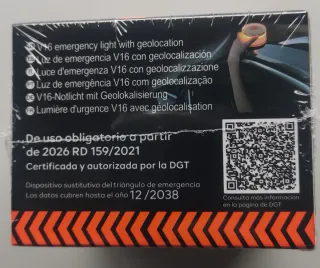 V16 emergency light with geolocation
Luz de emergencia V16 con geolocalización
Luce d'emergenza V16 con geolocalizzazione
Luz de emergência V16 com geolocalização
V16-Notlicht mit Geolokalisierung
Lumière d'urgence V16 avec géolocalisation
De uso obligatorio a partir
de 2026 RD 159/2021
Certificada y autorizada por la DGT
Dispositivo sustitutivo del triángulo de emergencia
Los datos cubren hasta el año 12/2038
Consulta más información
en la página de DGT